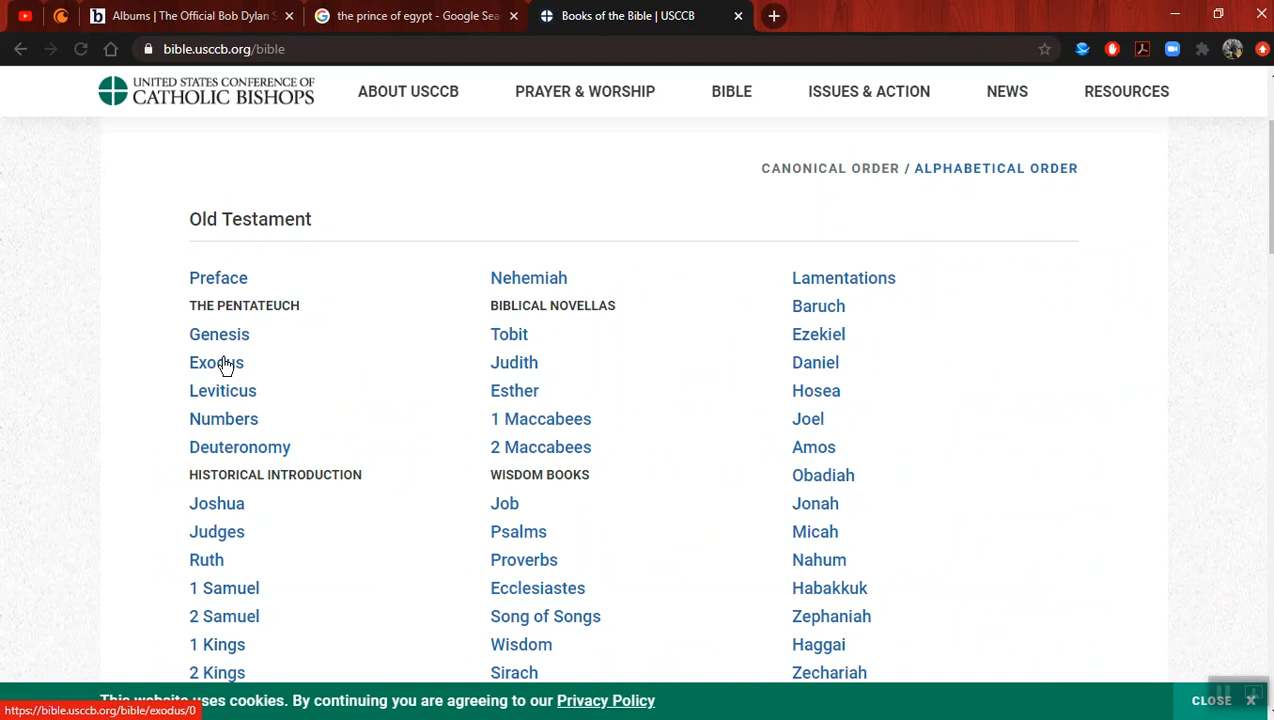 Albums | The Official Bob Dylan S
the prince of egypt - Google Sea
Books of the Bible | USCCB
bible.usccb.org/bible
UNITED STATES CONFERENCE OF
CATHOLIC BISHOPS
ABOUT USCCB
PRAYER & WORSHIP
BIBLE
ISSUES & ACTION
NEWS
RESOURCES
CANONICAL ORDER / ALPHABETICAL ORDER
Old Testament
Preface
THE PENTATEUCH
Genesis
Exodus
Leviticus
Numbers
Deuteronomy
HISTORICAL INTRODUCTION
Joshua
Judges
Ruth
1 Samuel
2 Samuel
1 Kings
2 Kings
Nehemiah
BIBLICAL NOVELLAS
Tobit
Judith
Esther
1 Maccabees
2 Maccabees
WISDOM BOOKS
Job
Psalms
Proverbs
Ecclesiastes
Song of Songs
Wisdom
Sirach
Lamentations
Baruch
Ezekiel
Daniel
Hosea
Joel
Amos
Obadiah
Jonah
Micah
Nahum
Habakkuk
Zephaniah
Haggai
Zechariah
This website uses cookies. By continuing you are agreeing to our Privacy Policy
CLOSE
https://bible.usccb.org/bible/exodus/0